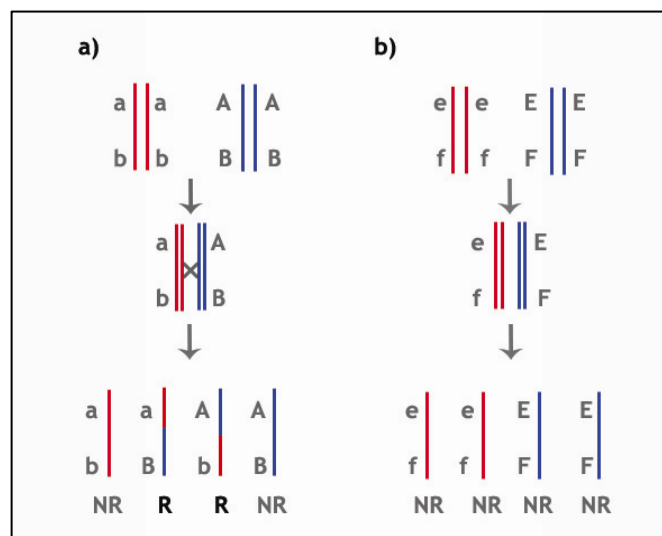 a)
a a A A
b b B B
a A
b B
a a A A
b B b B
NR R R NR
b)
e e E E
f f F F
e E
f F
e e E E
f f F F
NR NR NR NR